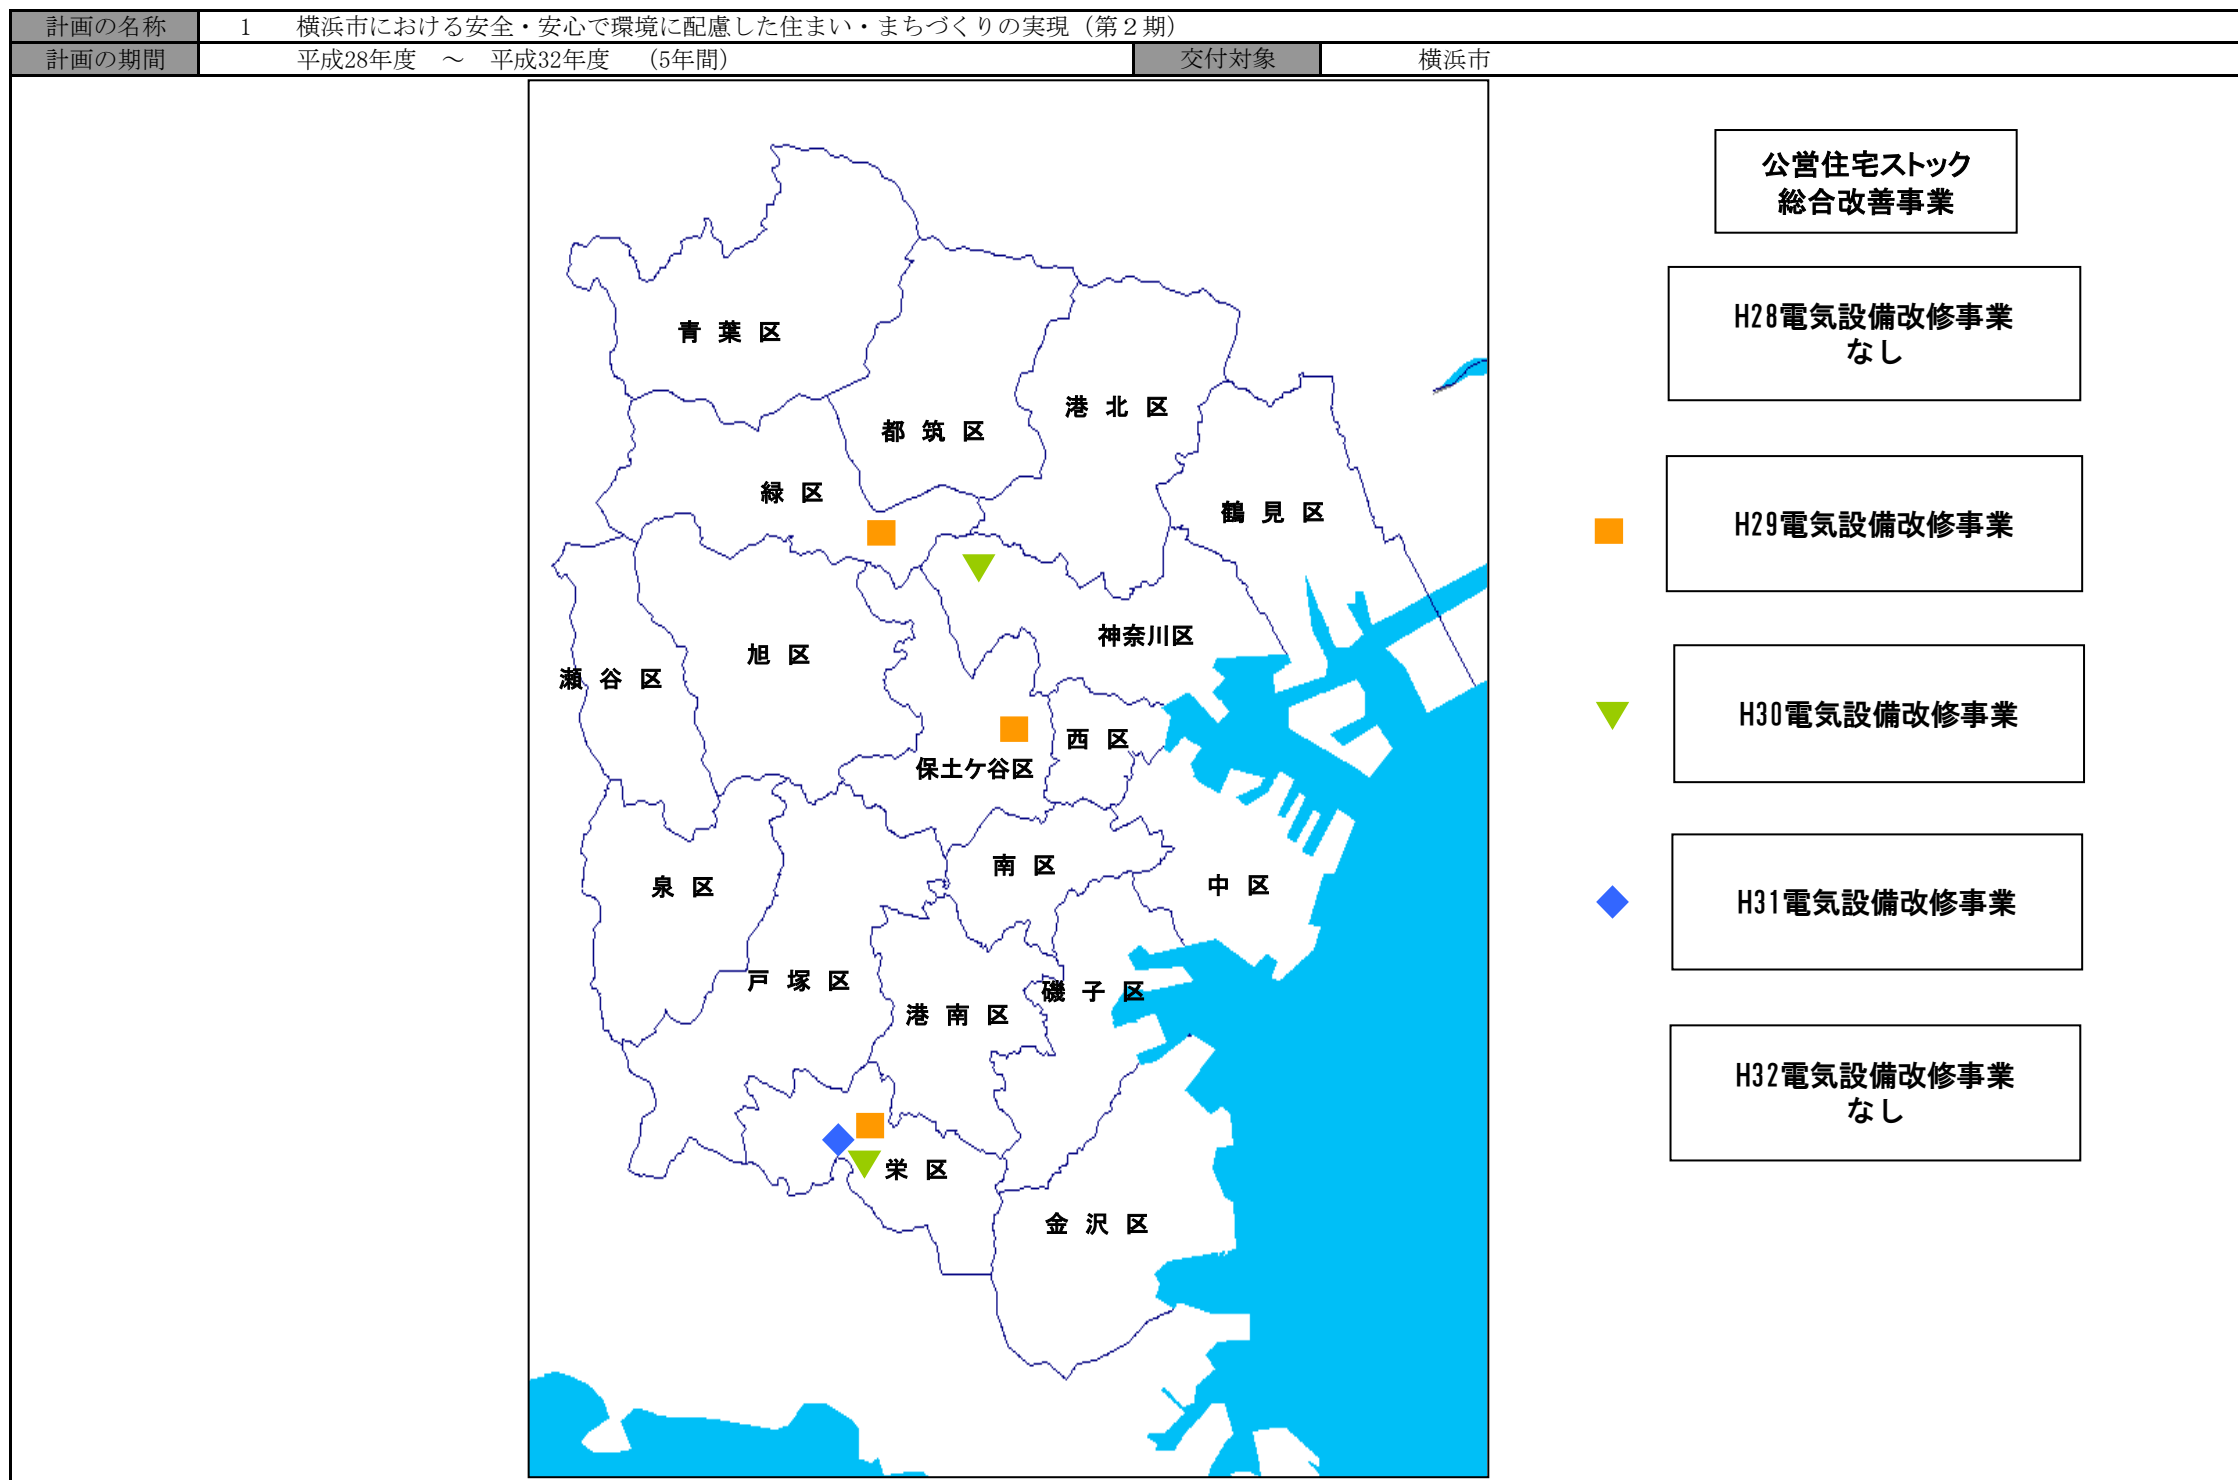 計画の名称 1 横浜市における安全・安心で環境に配慮した住まい・まちづくりの実現（第２期）
計画の期間 平成28年度 ～ 平成32年度 （5年間） 交付対象 横浜市
公営住宅ストック
総合改善事業
H28電気設備改修事業
なし
H29電気設備改修事業
H30電気設備改修事業
H31電気設備改修事業
H32電気設備改修事業
なし
青葉区
港北区
都筑区
緑区
鶴見区
神奈川区
旭区
瀬谷区
西区
保土ケ谷区
南区
中区
泉区
戸塚区
磯子区
港南区
栄区
金沢区